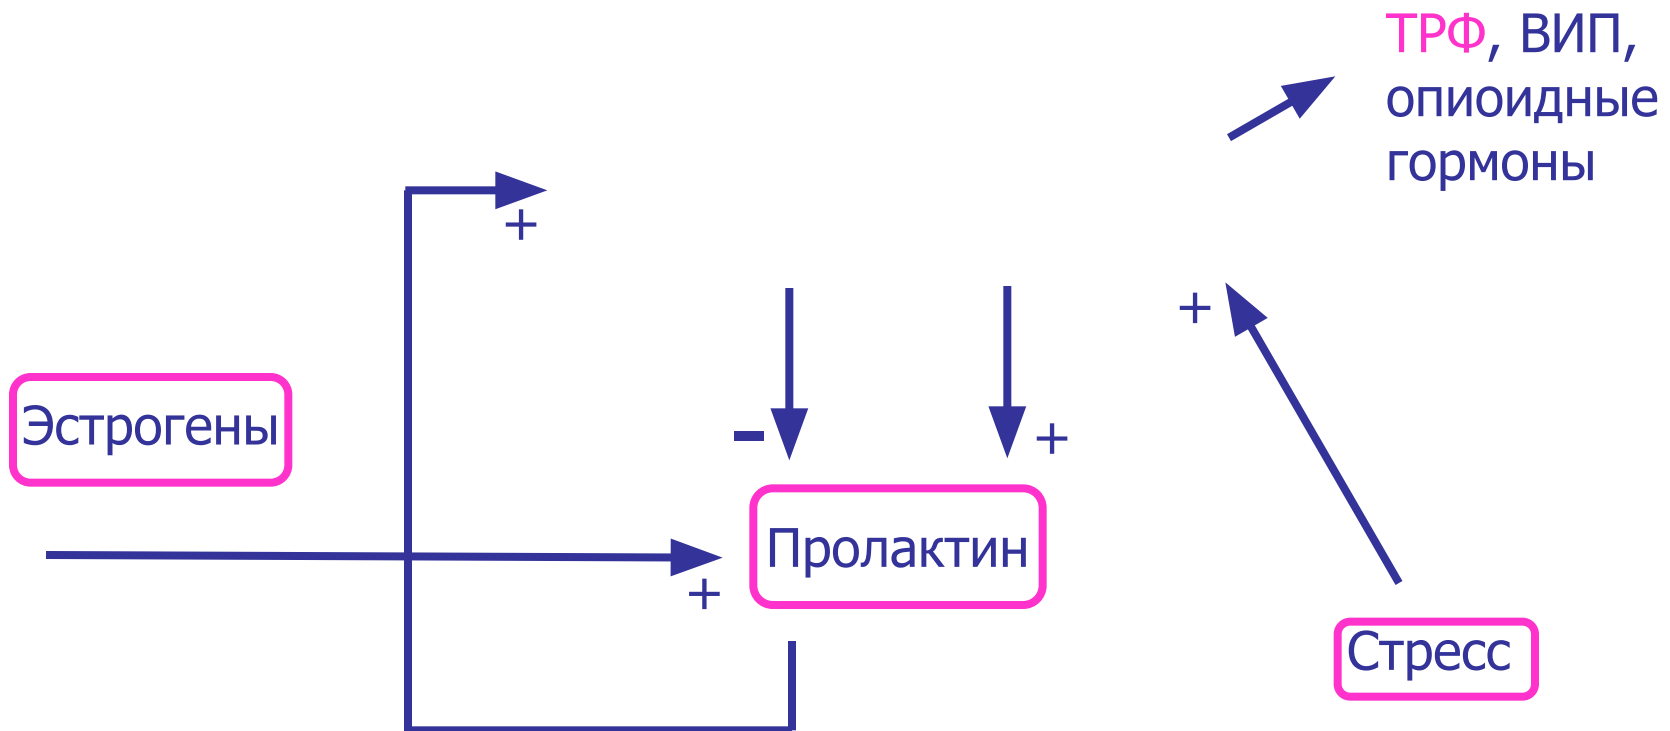 ТРФ, ВИП,
опиоидные
гормоны
+
+
Эстрогены
-
+
Пролактин
+
Стресс